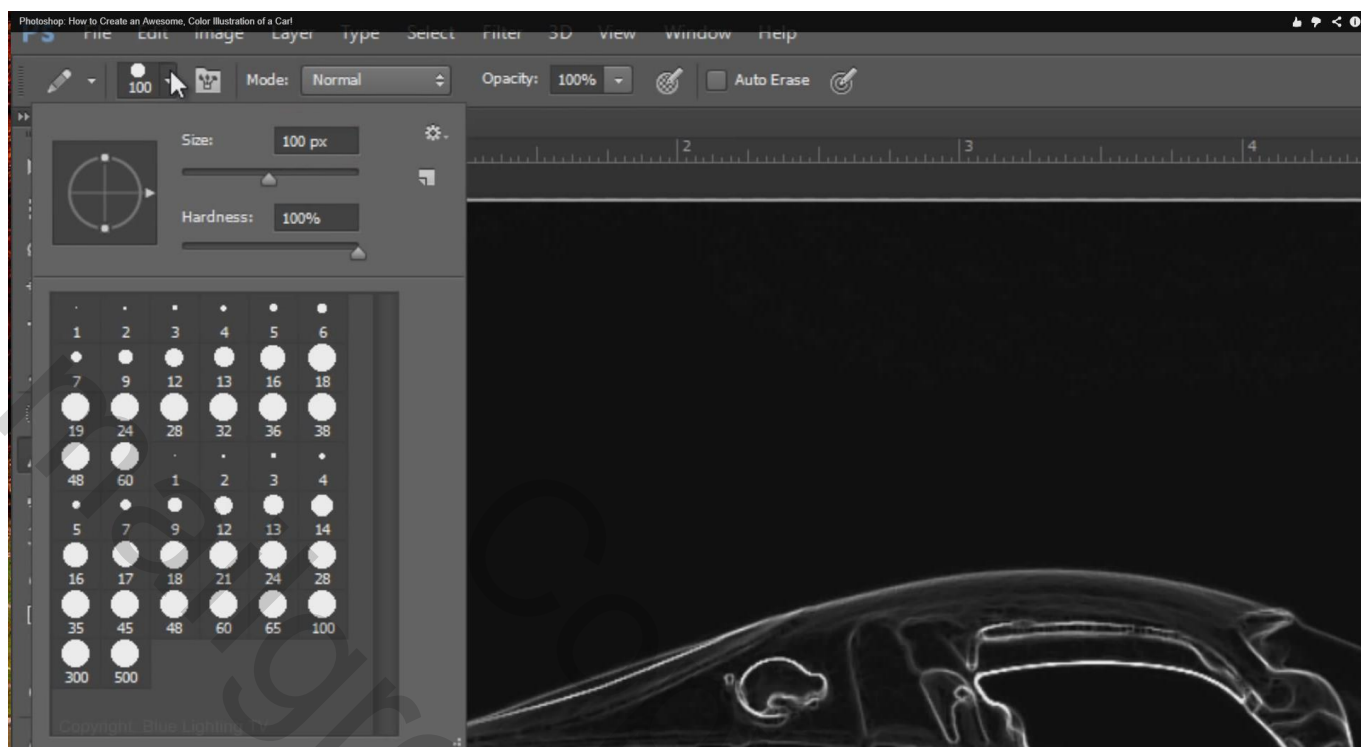 Photoshop: How to Create an Awesome, Color Illustration of a Car!
Ps File Edit Image Layer Type Select Filter 3D View Window Help
100 Mode: Normal Opacity: 100% Auto Erase
Size: 100 px
Hardness: 100%
2 3 4
1 2 3 4 5 6
7 9 12 13 16 18
19 24 28 32 36 38
48 60 1 2 3 4
5 7 9 12 13 14
16 17 18 21 24 28
35 45 48 60 65 100
300 500
Copyright: Blue Lighting TV